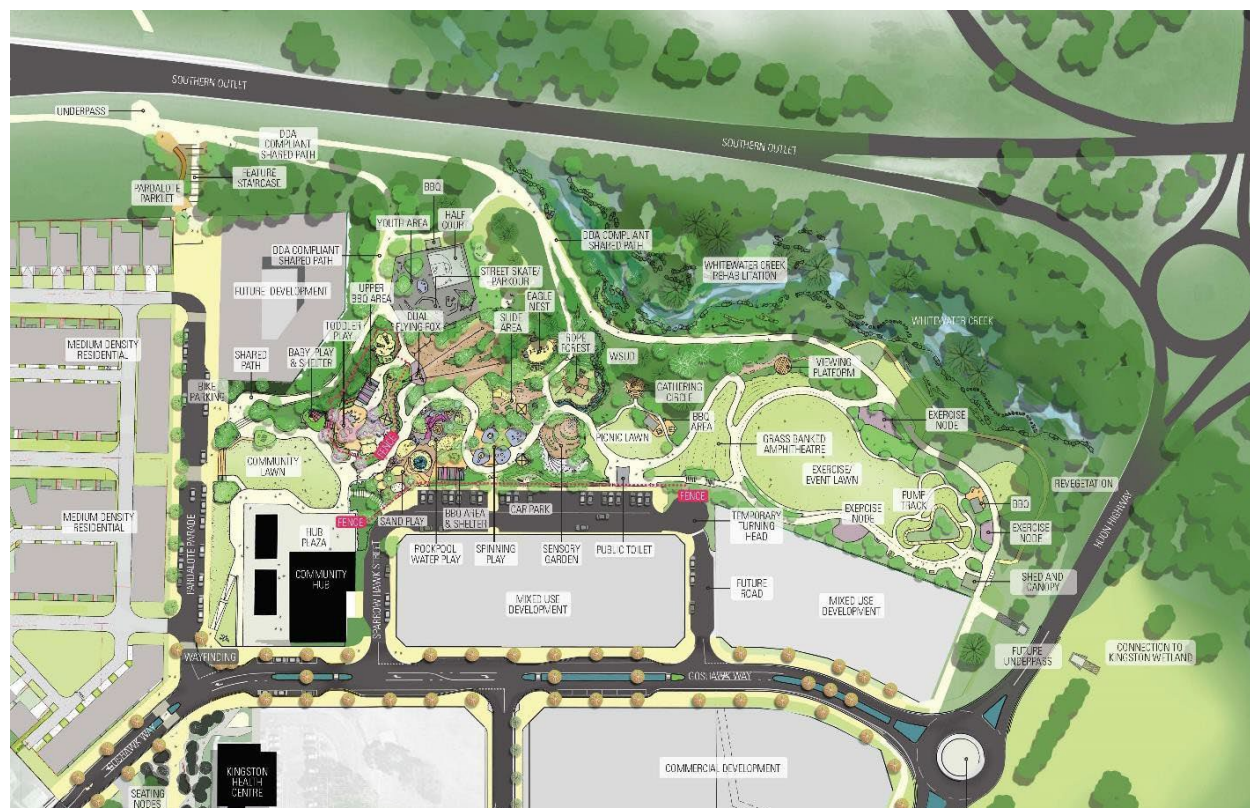 SOUTHERN OUTLET
UNDERPASS
DDA
COMPLIANT
SHARED PATH
FEATURE
STAIRCASE
PARDALOTE
PARKLET
SOUTHERN OUTLET
BBQ
YOUTH AREA
HALF
COURT
DDA COMPLIANT
SHARED PATH
DDA COMPLIANT
SHARED PATH
WHITEWATER CREEK
REHABILITATION
STREET SKATE/
PARKOUR
UPPER
BBQ AREA
FUTURE DEVELOPMENT
EAGLE
NEST
DUAL
FLYING FOX
SLIDE
AREA
TODDLER
PLAY
ROPE
FOREST
WHITEWATER CREEK
MEDIUM DENSITY
RESIDENTIAL
SHARED
PATH
BABY PLAY
& SHELTER
WSUD
VIEWING
PLATFORM
BIKE
PARKING
GATHERING
CIRCLE
BBQ
AREA
EXERCISE
NODE
PICNIC LAWN
GRASS BANKED
AMPHITHEATRE
FENCE
COMMUNITY
LAWN
EXERCISE/
EVENT LAWN
REVEGETATION
PUMP
TRACK
BBQ
FENCE
CAR PARK
SAND PLAY
BBQ AREA
& SHELTER
FENCE
TEMPORARY
TURNING
HEAD
EXERCISE
NODE
EXERCISE
NODE
MEDIUM DENSITY
RESIDENTIAL
HUB
PLAZA
ROCKPOOL
WATER PLAY
SPINNING
PLAY
SENSORY
GARDEN
PUBLIC TOILET
HUON HIGHWAY
COMMUNITY
HUB
PARDALOTE PARADE
SPARROW HAWK STREET
MIXED USE
DEVELOPMENT
FUTURE
ROAD
MIXED USE
DEVELOPMENT
SHED AND
CANOPY
WAYFINDING
FUTURE
UNDERPASS
CONNECTION TO
KINGSTON WETLAND
GOSHAWK WAY
KINGSTON
HEALTH
CENTRE
SEATING
NODES
COMMERCIAL DEVELOPMENT